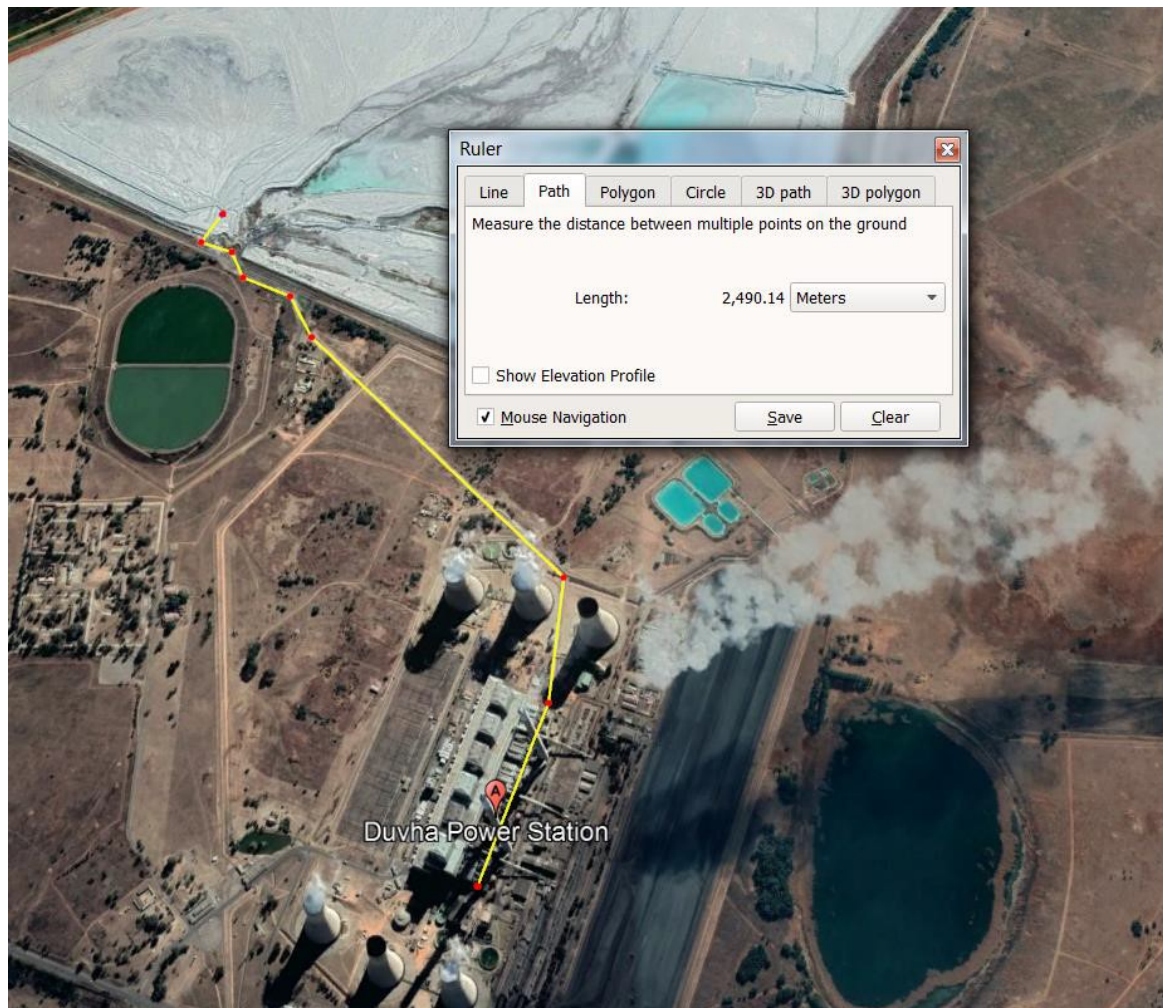 Ruler
Line Path Polygon Circle 3D path 3D polygon
Measure the distance between multiple points on the ground
Length: 2,490.14 Meters
Show Elevation Profile
Mouse Navigation Save Clear
A
Duvha Power Station